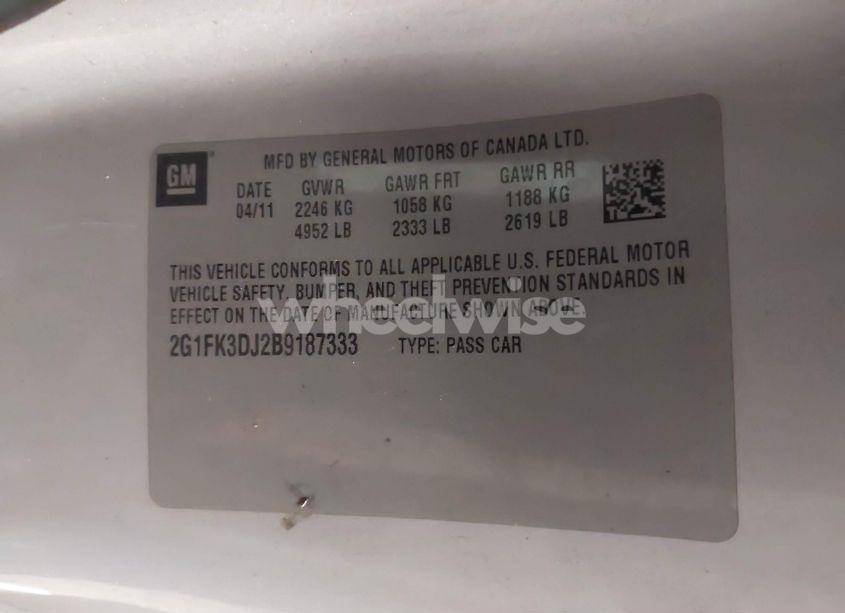 GM
MFD BY GENERAL MOTORS OF CANADA LTD.
DATE GVWR GAWR FRT GAWR RR
04/11 2246 KG 1058 KG 1188 KG
4952 LB 2333 LB 2619 LB
THIS VEHICLE CONFORMS TO ALL APPLICABLE U.S. FEDERAL MOTOR
VEHICLE SAFETY, BUMPER, AND THEFT PREVENTION STANDARDS IN
EFFECT ON THE DATE OF MANUFACTURE SHOWN ABOVE.
wheelwise
2G1FK3DJ2B9187333 TYPE: PASS CAR